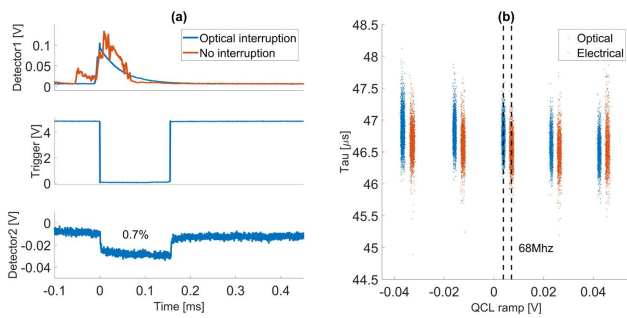 (a)
Detector1 [V]
0.1
0.05
0
Optical interruption
No interruption
Trigger [V]
4
2
0
Detector2 [V]
0
-0.02
-0.04
0.7%
-0.1 0 0.1 0.2 0.3 0.4
Time [ms]
(b)
Tau [μs]
48.5
48
47.5
47
46.5
46
45.5
45
44.5
Optical
Electrical
68Mhz
-0.04 -0.02 0 0.02 0.04
QCL ramp [V]